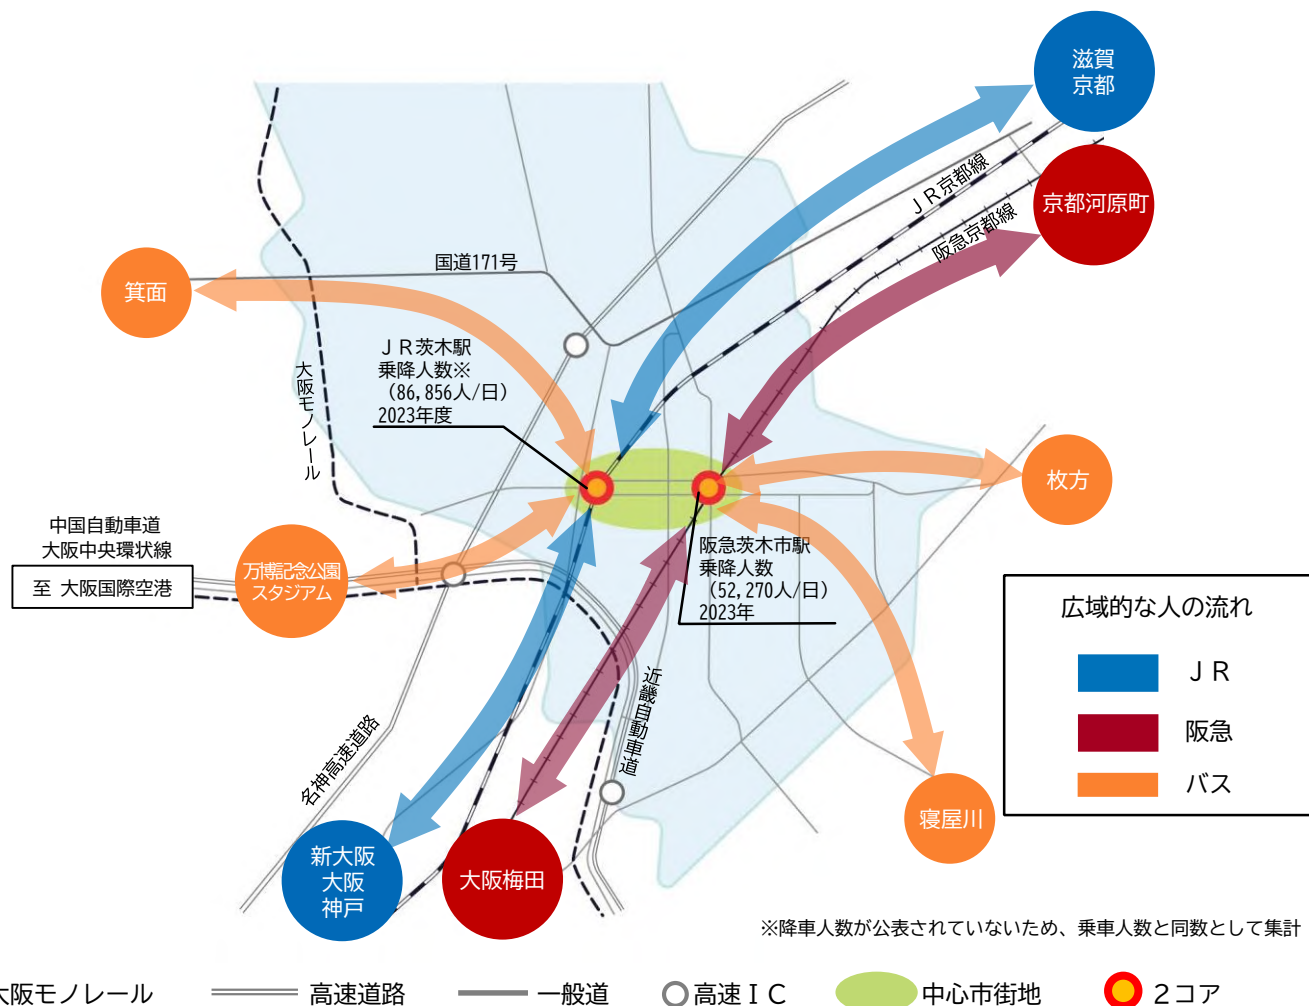 滋賀
京都
京都河原町
ＪＲ京都線
阪急京都線
国道171号
箕面
大阪モノレール
ＪＲ茨木駅
乗降人数※
（86,856人/日）
2023年度
枚方
中国自動車道
大阪中央環状線
至 大阪国際空港
万博記念公園
スタジアム
阪急茨木市駅
乗降人数
（52,270人/日）
2023年
広域的な人の流れ
ＪＲ
阪急
バス
近畿自動車道
名神高速道路
寝屋川
新大阪
大阪
神戸
大阪梅田
※降車人数が公表されていないため、乗車人数と同数として集計
大阪モノレール
高速道路
一般道
高速ＩＣ
中心市街地
２コア